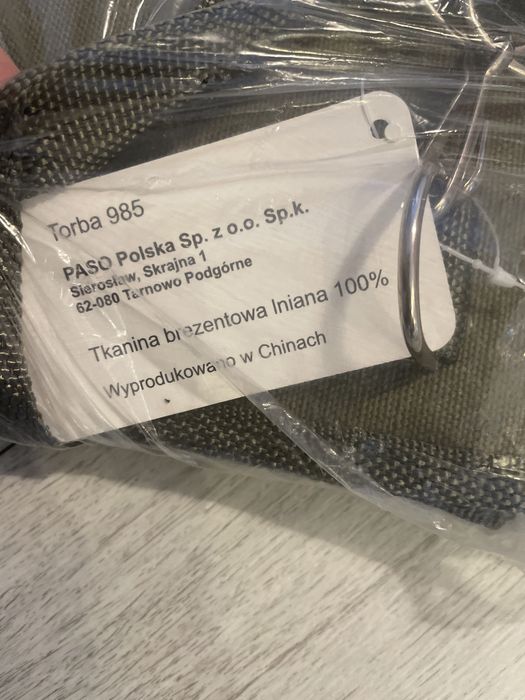 Torba 985
PASO Polska Sp. z o.o. Sp.k.
Sierosław, Skrajna 1
62-080 Tarnowo Podgórne
Tkanina brezentowa lniana 100%
Wyprodukowano w Chinach